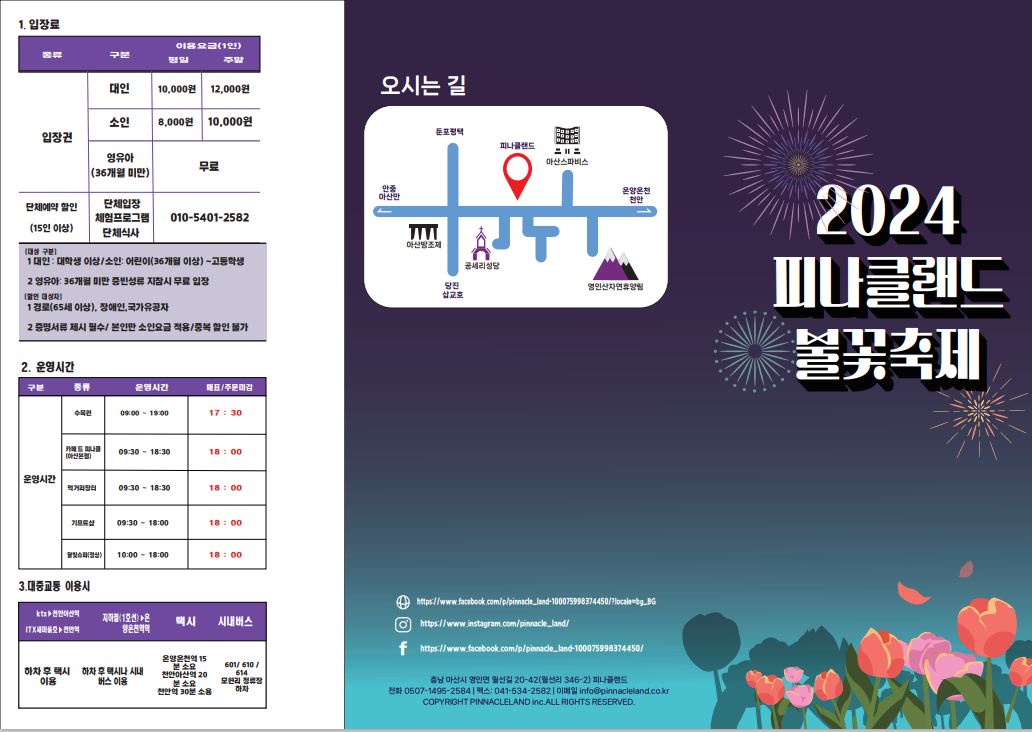 1. 입장료
종류 구분 이용요금(1인)
평일 주말
입장권 대인 10,000원 12,000원
소인 8,000원 10,000원
영유아
(36개월 미만) 무료
단체예약 할인
(15인 이상)
단체입장
체험프로그램
단체식사
010-5401-2582
(대상 구분)
1 대인 : 대학생 이상/소인: 어린이(36개월 이상) ~고등학생
2 영유아: 36개월 미만 증빈성류 지참시 무료 입장
(할인 대상자)
1 경로(65세 이상), 장애인,국가유공자
2 증명서류 제시 필수/ 본인만 소인요금 적용/중복 할인 불가
2. 운영시간
구분 종류 운영시간 매표/주문마감
운영시간
수목원 09:00 ~ 19:00 17 : 30
카페 드 피나클
(아산본점) 09:30 ~ 18:30 18 : 00
먹거리장터 09:30 ~ 18:30 18 : 00
기프트샵 09:30 ~ 18:00 18 : 00
달빛슈퍼(정상) 10:00 ~ 18:00 18 : 00
3.대중교통 이용시
ktx▶천안아산역
ITX새마을호▶천안역
지하철(1호선)▶온
양온천역역
택시 시내버스
하차 후 택시
이용
하차 후 택시나 시내
버스 이용
온양온천역 15
분 소요
천안아산역 20
분 소요
천안역 30분 소용
601/ 610 /
614
모원리 정류장
하차
오시는 길
둔포평택
피나클랜드
아산스파비스
안중
아산만
온양온천
천안
아산방조제
공세리성당
당진
삽교호
영인산자연휴양림
https://www.facebook.com/p/pinnacle_land-100075998374450/?locale=bg_BG
https://www.instagram.com/pinnacle_land/
https://www.facebook.com/pinnacle_land-100075998374450/
충남 아산시 영인면 월선길 20-42(월선리 346-2) 피나클랜드
전화 0507-1495-2584 | 팩스: 041-534-2582 | 이메일 info@pinnacleland.co.kr
COPYRIGHT PINNACLELAND inc.ALL RIGHTS RESERVED.
2024
피나클랜드
불꽃축제